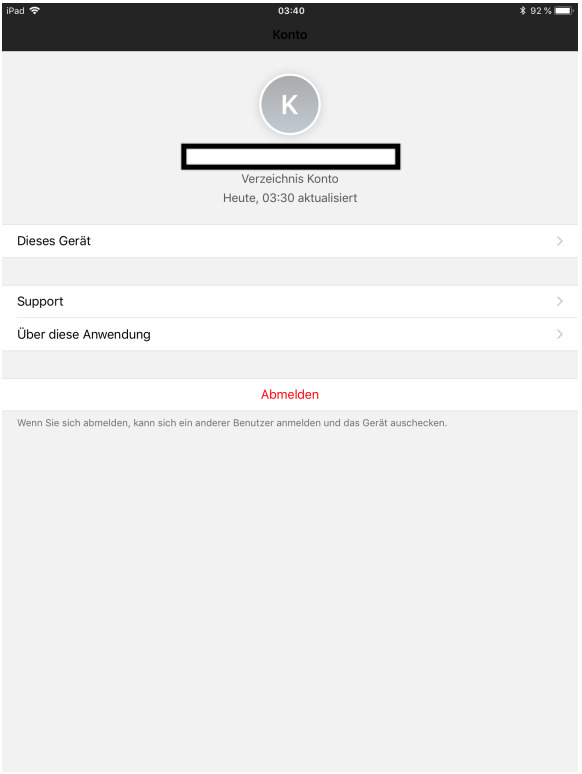 iPad 03:40 92 %
Konto
K
Verzeichnis Konto
Heute, 03:30 aktualisiert
Dieses Gerät
Support
Über diese Anwendung
Abmelden
Wenn Sie sich abmelden, kann sich ein anderer Benutzer anmelden und das Gerät auschecken.